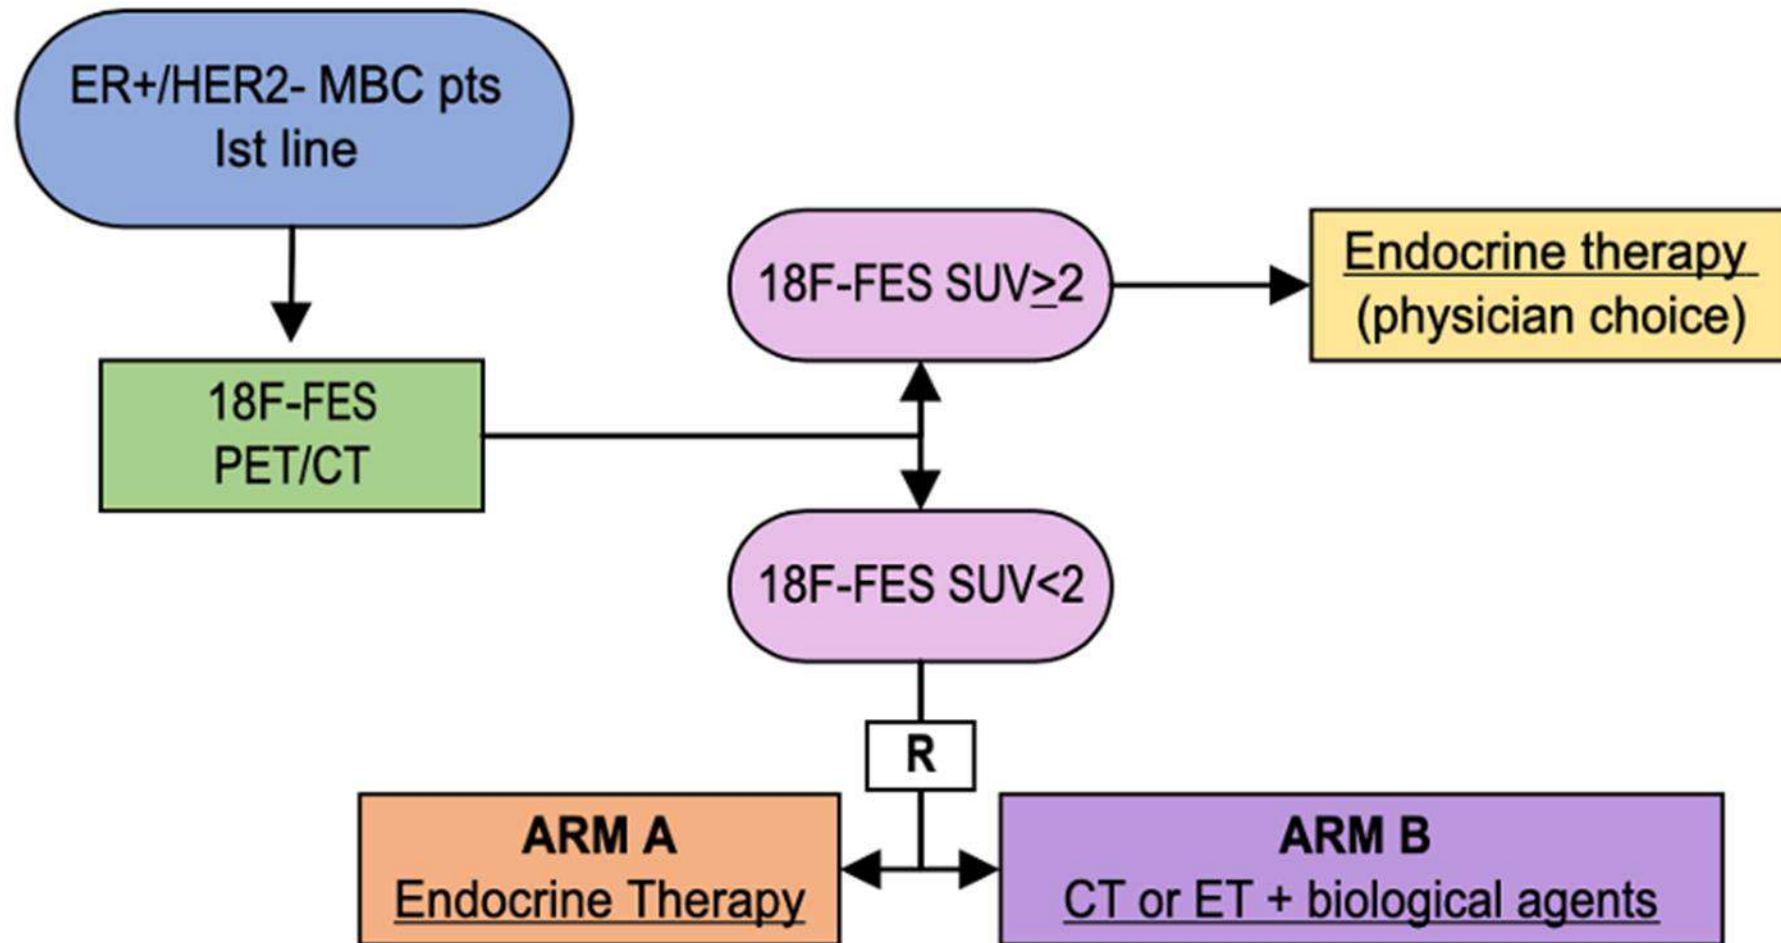 ER+/HER2- MBC pts
Ist line
18F-FES SUV≥2
Endocrine therapy
(physician choice)
18F-FES
PET/CT
18F-FES SUV<2
R
ARM A
Endocrine Therapy
ARM B
CT or ET + biological agents